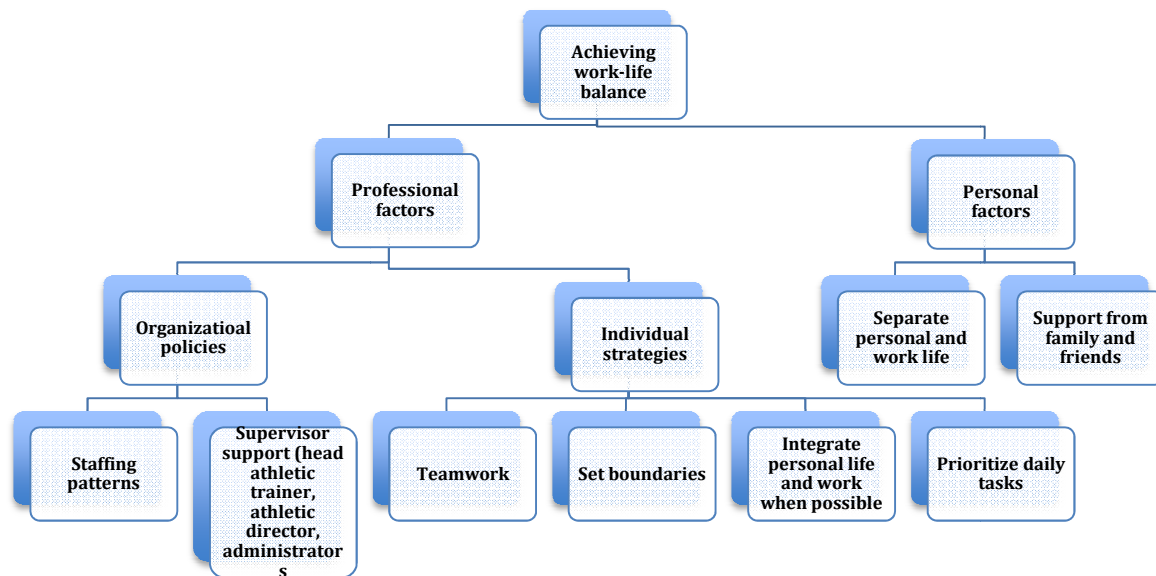 Achieving
work-life
balance
Professional
factors
Personal
factors
Organizatioal
policies
Individual
strategies
Separate
personal and
work life
Support from
family and
friends
Staffing
patterns
Supervisor
support (head
athletic
trainer,
athletic
director,
administrator
s
Teamwork
Set boundaries
Integrate
personal life
and work
when possible
Prioritize daily
tasks